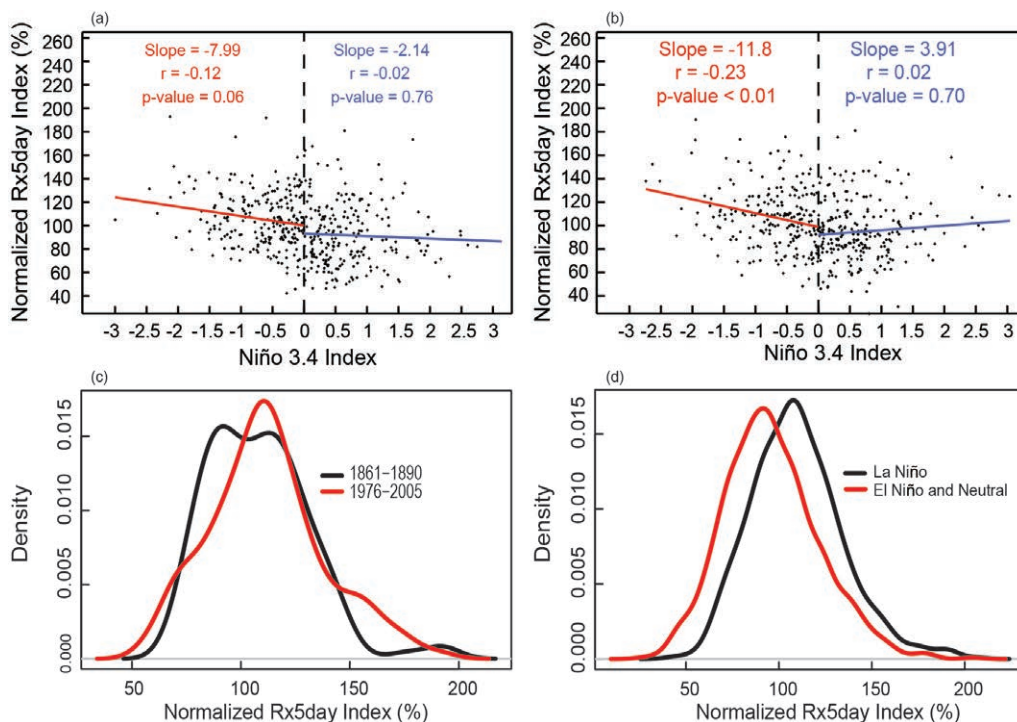 (a)
Normalized Rx5day Index (%)
260
240
220
200
180
160
140
120
100
80
60
40
Slope = -7.99
r = -0.12
p-value = 0.06
Slope = -2.14
r = -0.02
p-value = 0.76
-3 -2.5 -2 -1.5 -1 -0.5 0 0.5 1 1.5 2 2.5 3
Niño 3.4 Index
(b)
Normalized Rx5day Index (%)
260
240
220
200
180
160
140
120
100
80
60
40
Slope = -11.8
r = -0.23
p-value < 0.01
Slope = 3.91
r = 0.02
p-value = 0.70
-3 -2.5 -2 -1.5 -1 -0.5 0 0.5 1 1.5 2 2.5 3
Niño 3.4 Index
(c)
Density
0.015
0.010
0.005
0.000
1861-1890
1976-2005
50 100 150 200
Normalized Rx5day Index (%)
(d)
Density
0.015
0.010
0.005
0.000
La Niño
El Niño and Neutral
50 100 150 200
Normalized Rx5day Index (%)